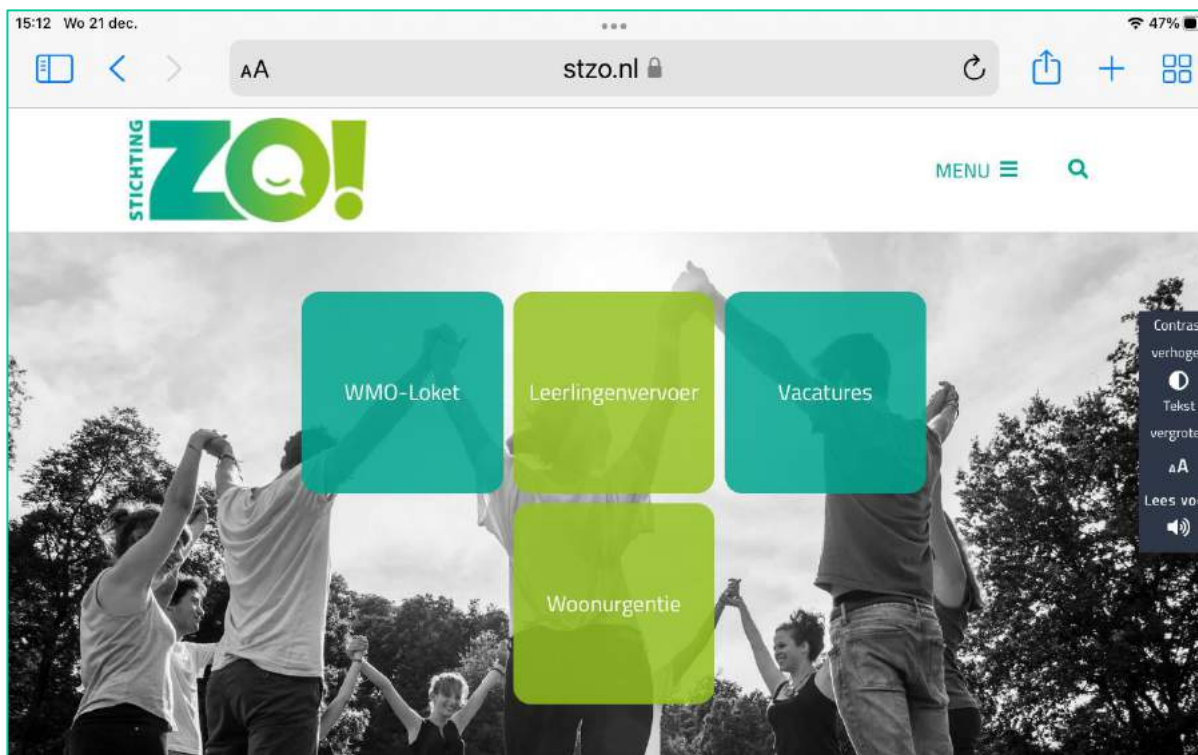 15:12 Wo 21 dec.
47%
AA
stzo.nl
STICHTING
ZO!
MENU
WMO-Loket
Leerlingenvervoer
Vacatures
Woonurgentie
Contras
verhoge
Tekst
vergrote
AA
Lees vo